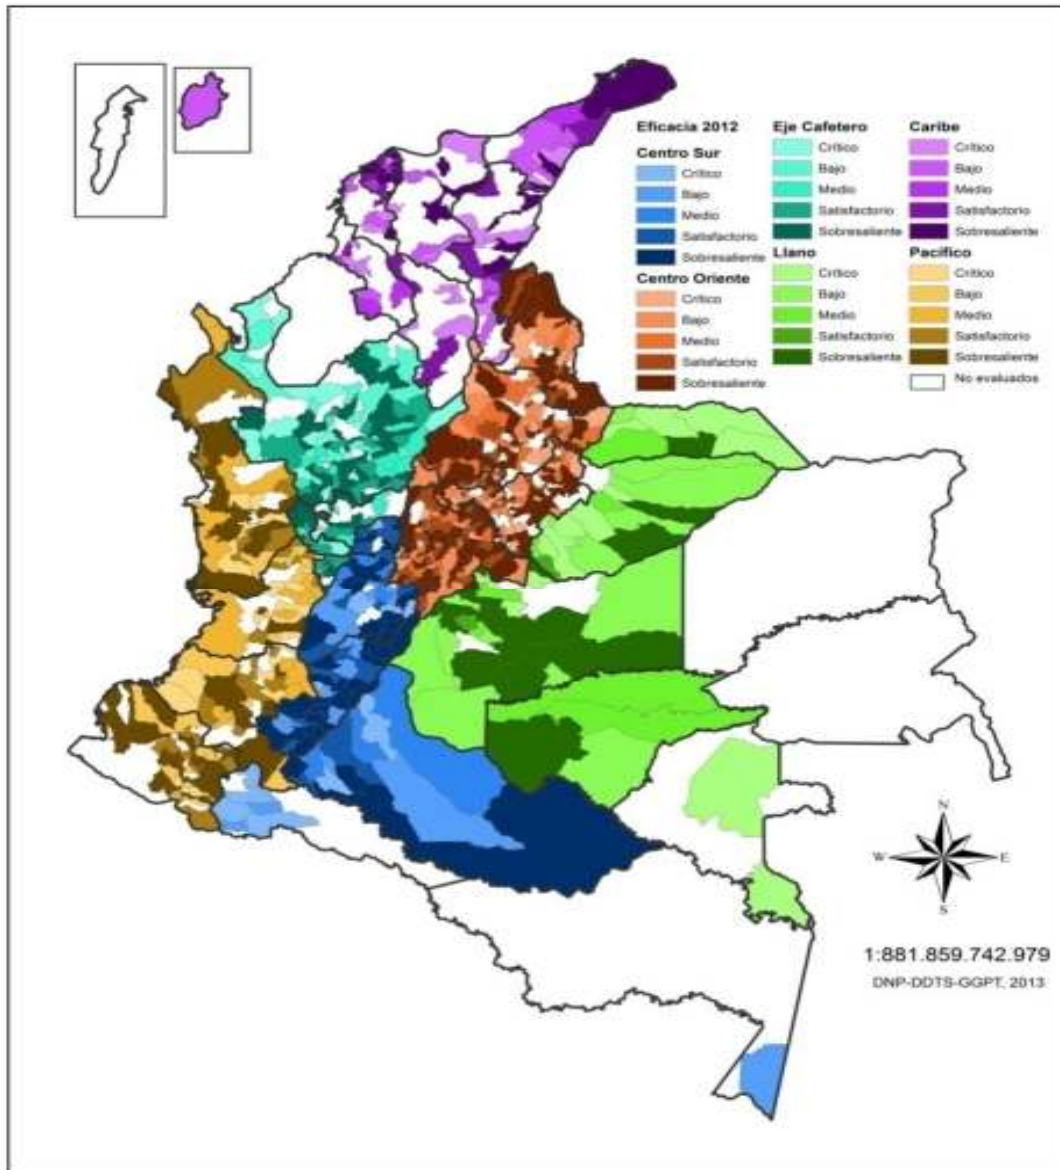 Eficacia 2012
Centro Sur
Crítico
Bajo
Medio
Satisfactorio
Sobresaliente
Centro Oriente
Crítico
Bajo
Medio
Satisfactorio
Sobresaliente
Eje Cafetero
Crítico
Bajo
Medio
Satisfactorio
Sobresaliente
Llano
Crítico
Bajo
Medio
Satisfactorio
Sobresaliente
Caribe
Crítico
Bajo
Medio
Satisfactorio
Sobresaliente
Pacífico
Crítico
Bajo
Medio
Satisfactorio
Sobresaliente
No evaluados
N
W
E
S
1:881.859.742.979
DNP-DDTS-GGPT, 2013